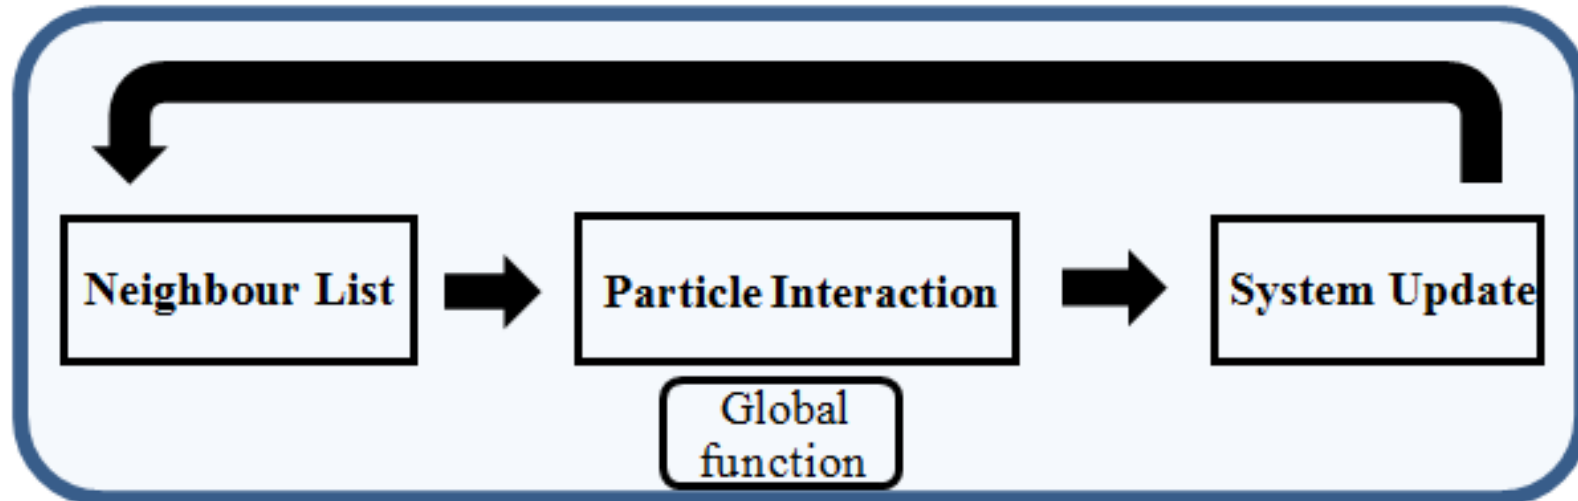 Neighbour List
Particle Interaction
System Update
Global
function